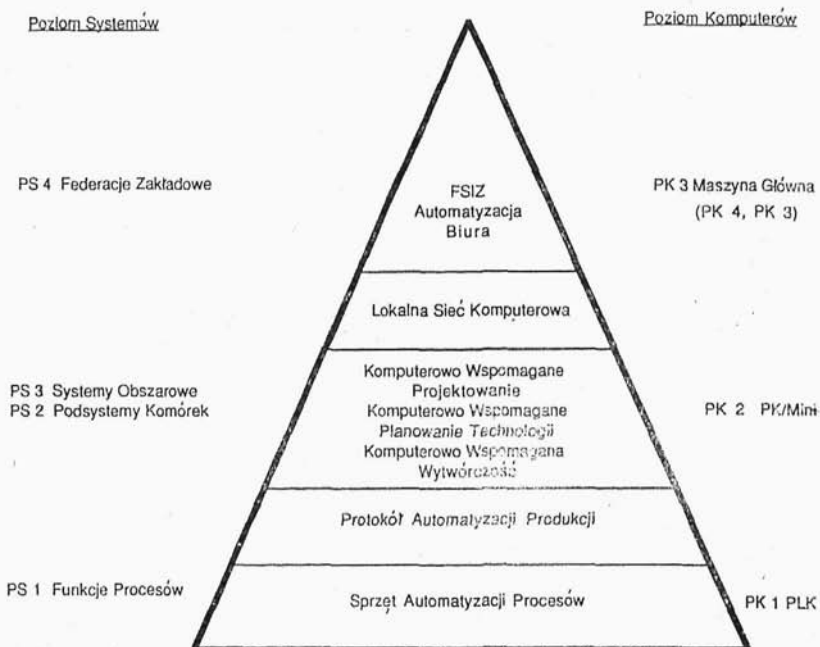 Poziom Systemów
Poziom Komputerów
PS 4 Federacje Zakładowe
FSIZ
Automatyzacja
Biura
PK 3 Maszyna Główna
(PK 4, PK 3)
Lokalna Sieć Komputerowa
PS 3 Systemy Obszarowe
PS 2 Podsystemy Komórek
Komputerowo Wspomagane
Projektowanie
Komputerowo Wspomagane
Planowanie Technologii
Komputerowo Wspomagana
Wytwórczość
PK 2 PK/Mini
Protokół Automatyzacji Produkcji
PS 1 Funkcje Procesów
Sprzęt Automatyzacji Procesów
PK 1 PLK